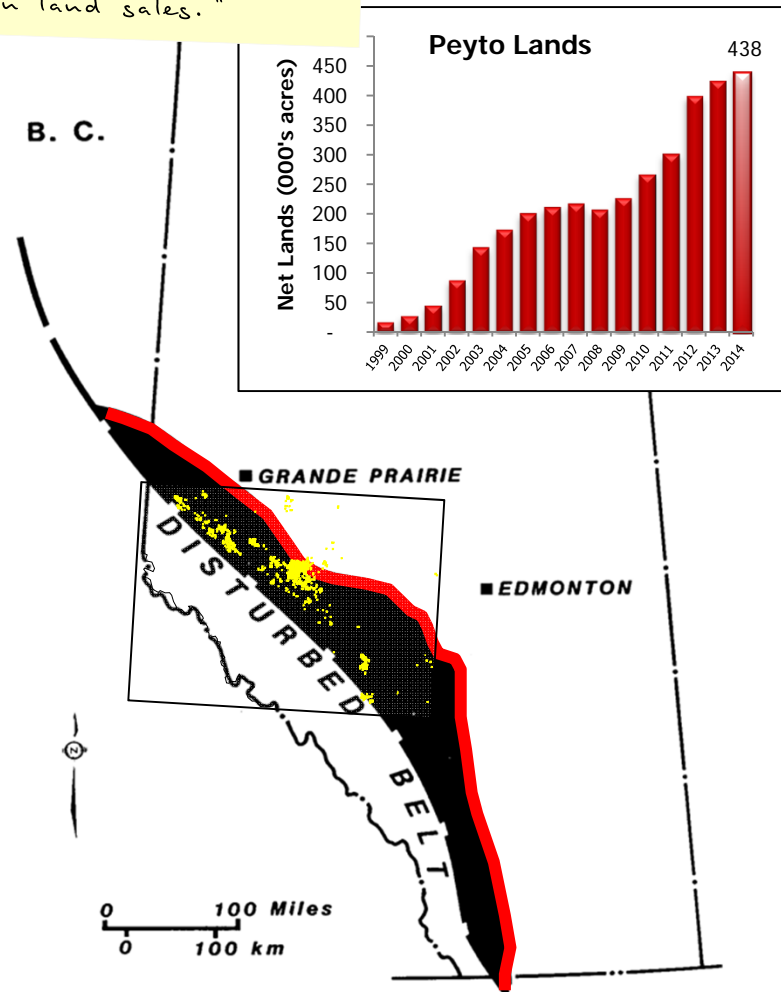 n land sales."
Peyto Lands
438
Net Lands (000's acres)
450
400
350
300
250
200
150
100
50
-
1999 2000 2001 2002 2003 2004 2005 2006 2007 2008 2009 2010 2011 2012 2013 2014
B. C.
GRANDE PRAIRIE
EDMONTON
DISTURBED BELT
N
0 100 Miles
0 100 km